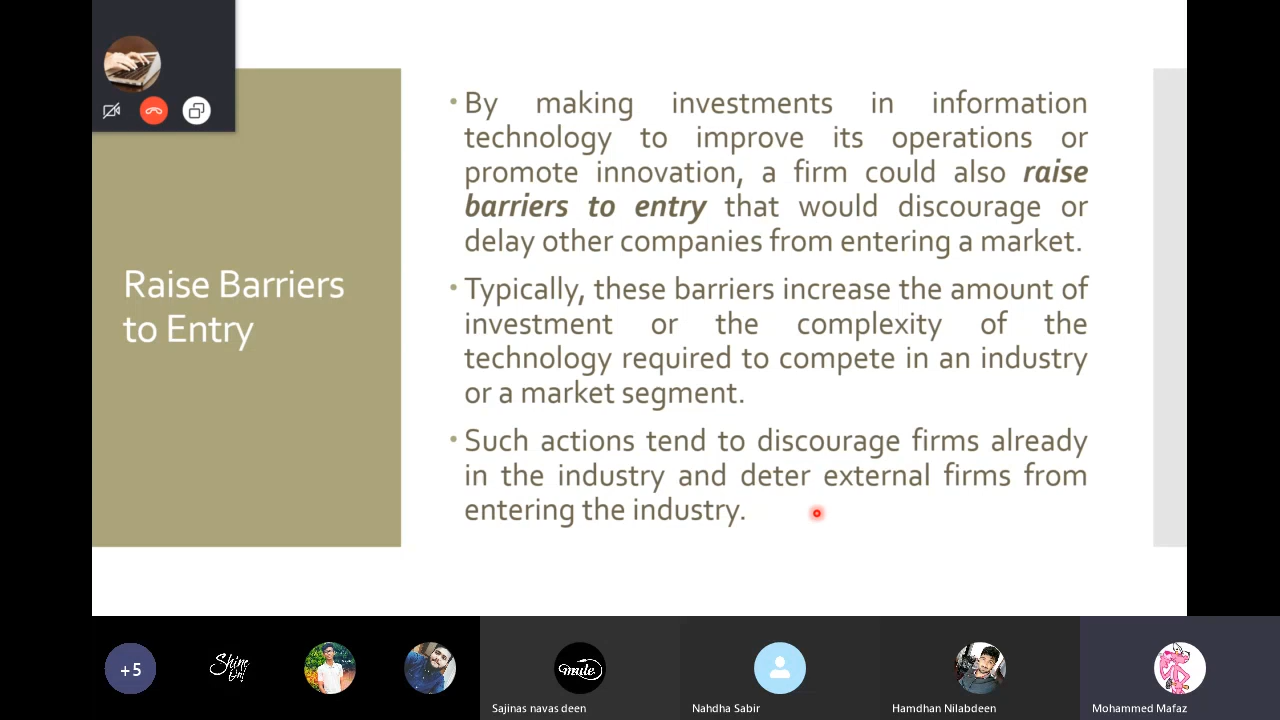 Raise Barriers
to Entry
• By making investments in information
technology to improve its operations or
promote innovation, a firm could also raise
barriers to entry that would discourage or
delay other companies from entering a market.
• Typically, these barriers increase the amount of
investment or the complexity of the
technology required to compete in an industry
or a market segment.
• Such actions tend to discourage firms already
in the industry and deter external firms from
entering the industry.
+5
Shine
mute
Sajinas navas deen
Nahdha Sabir
Hamdhan Nilabdeen
Mohammed Mafaz